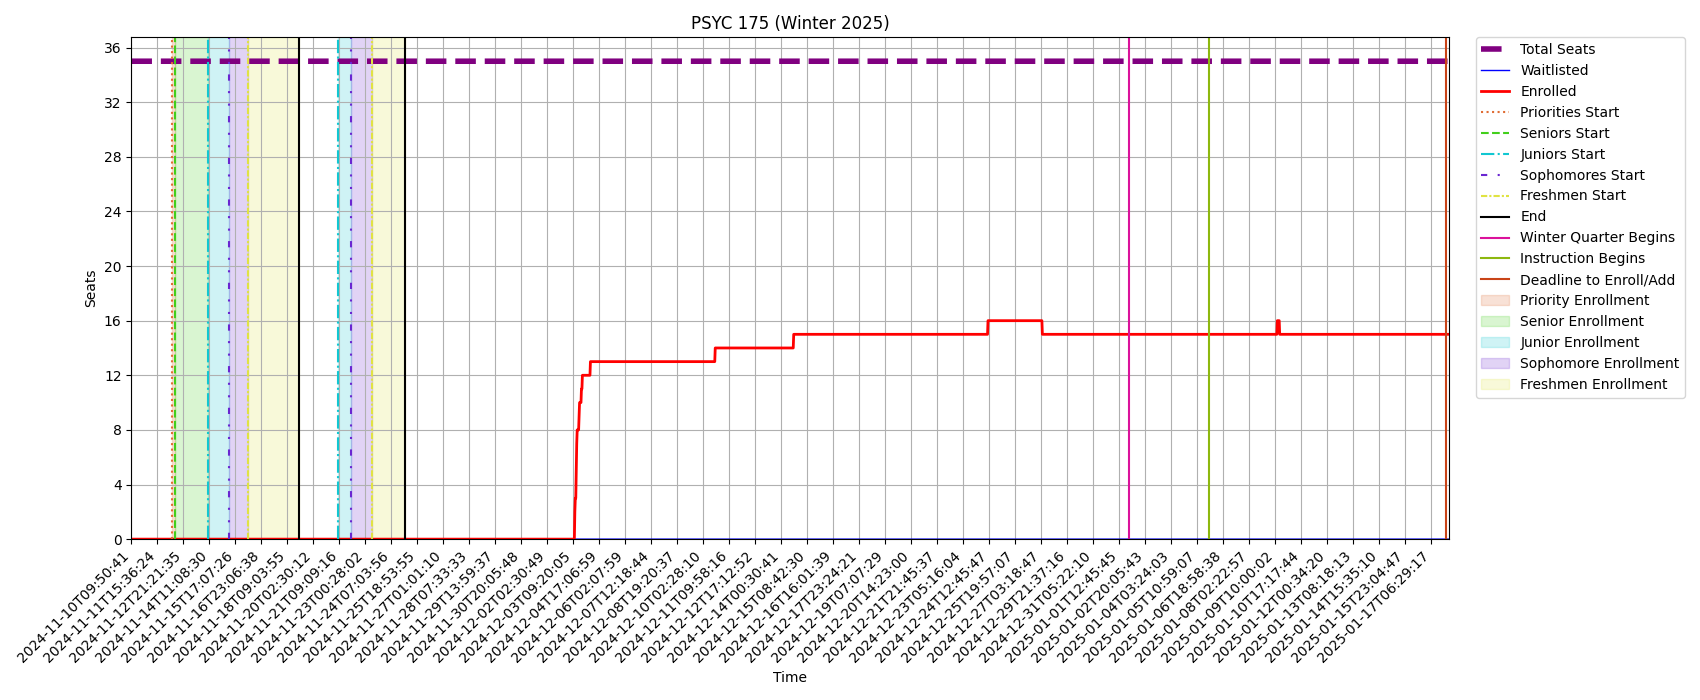 PSYC 175 (Winter 2025)
Seats
36
32
28
24
20
16
12
8
4
0
2024-11-10T09:50:41
2024-11-11T15:36:24
2024-11-12T21:21:35
2024-11-14T11:08:30
2024-11-15T17:07:26
2024-11-16T23:06:38
2024-11-18T09:03:55
2024-11-20T02:30:12
2024-11-21T09:09:16
2024-11-23T00:28:02
2024-11-24T07:03:56
2024-11-25T18:53:55
2024-11-27T01:01:10
2024-11-28T07:33:33
2024-11-29T13:59:37
2024-11-30T20:05:48
2024-12-02T02:30:49
2024-12-03T09:20:05
2024-12-04T17:06:59
2024-12-06T02:07:59
2024-12-07T12:18:44
2024-12-08T19:20:37
2024-12-10T02:28:10
2024-12-11T09:58:16
2024-12-12T17:12:52
2024-12-14T00:30:41
2024-12-15T08:42:30
2024-12-16T16:01:39
2024-12-17T23:24:21
2024-12-19T07:07:29
2024-12-20T14:23:00
2024-12-21T21:45:37
2024-12-23T05:16:04
2024-12-24T12:45:47
2024-12-25T19:57:07
2024-12-27T03:18:47
2024-12-29T21:37:16
2024-12-31T05:22:10
2025-01-01T12:45:45
2025-01-02T20:05:43
2025-01-04T03:24:03
2025-01-05T10:59:07
2025-01-06T18:58:38
2025-01-08T02:22:57
2025-01-09T10:00:02
2025-01-10T17:17:44
2025-01-12T00:34:20
2025-01-13T08:18:13
2025-01-14T15:35:10
2025-01-15T23:04:47
2025-01-17T06:29:17
Time
Total Seats
Waitlisted
Enrolled
Priorities Start
Seniors Start
Juniors Start
Sophomores Start
Freshmen Start
End
Winter Quarter Begins
Instruction Begins
Deadline to Enroll/Add
Priority Enrollment
Senior Enrollment
Junior Enrollment
Sophomore Enrollment
Freshmen Enrollment